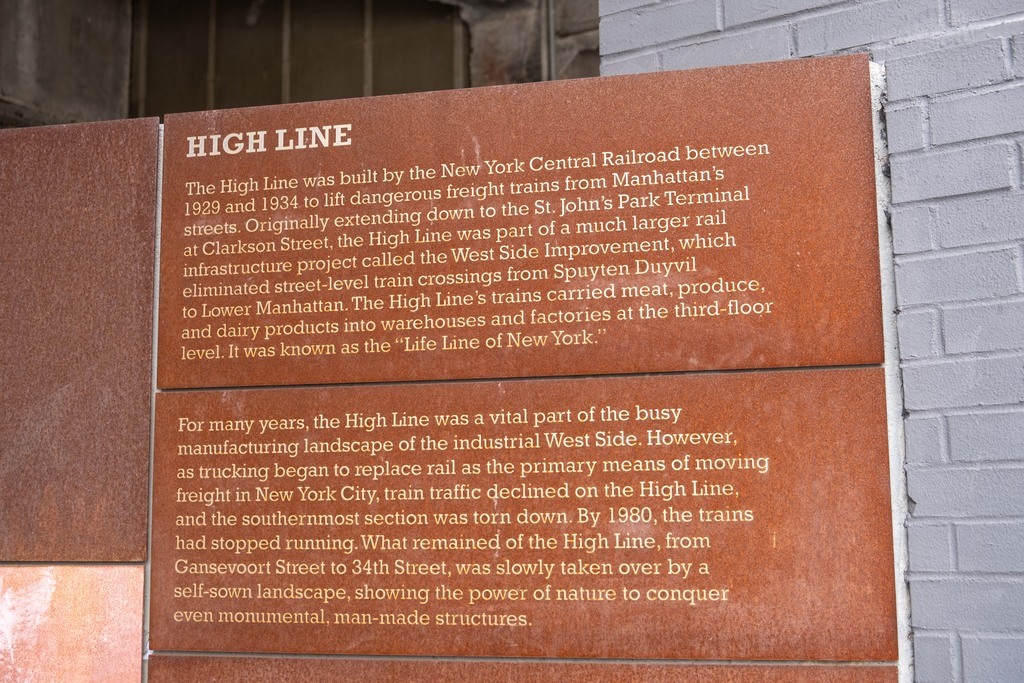 HIGH LINE
The High Line was built by the New York Central Railroad between
1929 and 1934 to lift dangerous freight trains from Manhattan's
streets. Originally extending down to the St. John's Park Terminal
at Clarkson Street, the High Line was part of a much larger rail
infrastructure project called the West Side Improvement, which
eliminated street-level train crossings from Spuyten Duyvil
to Lower Manhattan. The High Line's trains carried meat, produce,
and dairy products into warehouses and factories at the third-floor
level. It was known as the “Life Line of New York.”
For many years, the High Line was a vital part of the busy
manufacturing landscape of the industrial West Side. However,
as trucking began to replace rail as the primary means of moving
freight in New York City, train traffic declined on the High Line,
and the southernmost section was torn down. By 1980, the trains
had stopped running. What remained of the High Line, from
Gansevoort Street to 34th Street, was slowly taken over by a
self-sown landscape, showing the power of nature to conquer
even monumental, man-made structures.